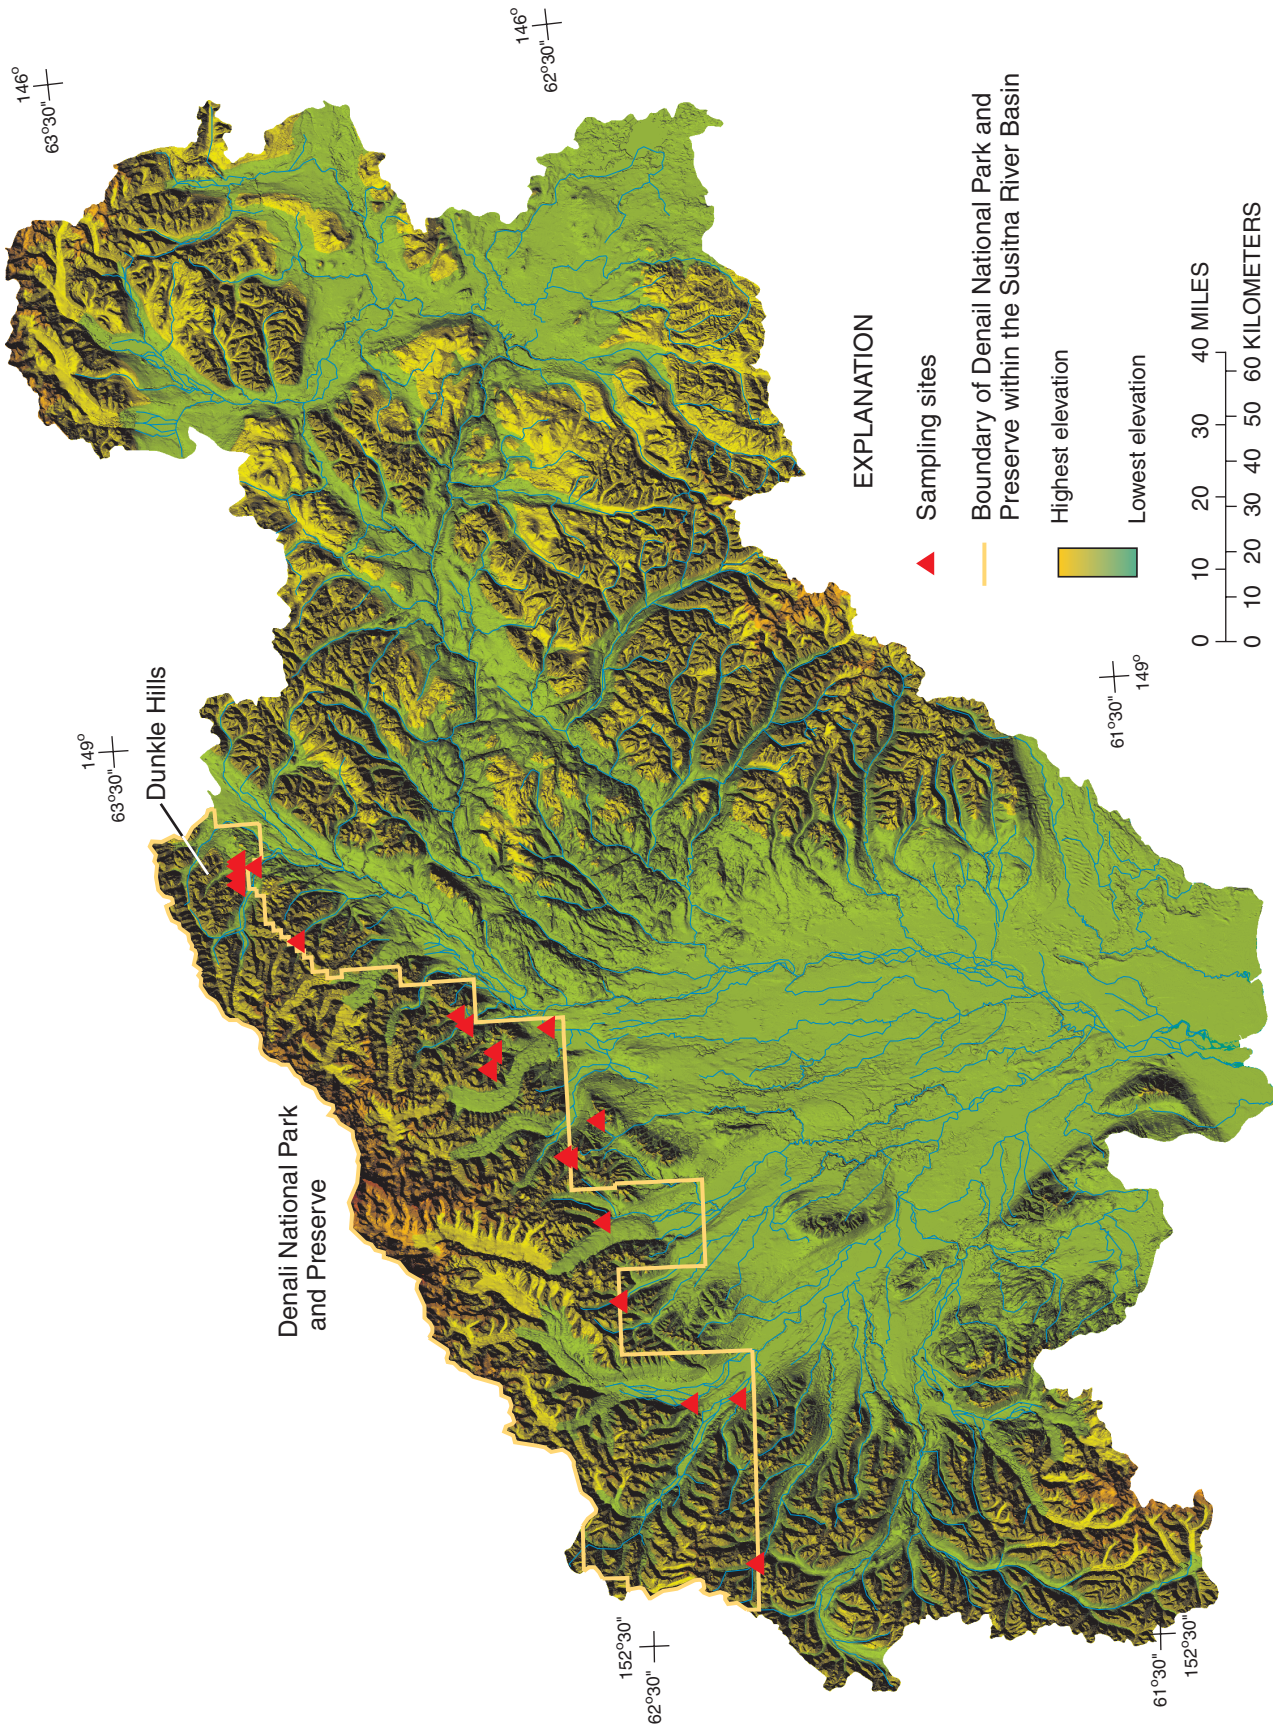 146°
63°30"
149°
63°30"
Dunkle Hills
Denali National Park
and Preserve
146°
62°30"
152°30"
62°30"
EXPLANATION
Sampling sites
Boundary of Denail National Park and
Preserve within the Susitna River Basin
Highest elevation
Lowest elevation
61°30"
149°
61°30"
152°30"
0 10 20 30 40 MILES
0 10 20 30 40 50 60 KILOMETERS